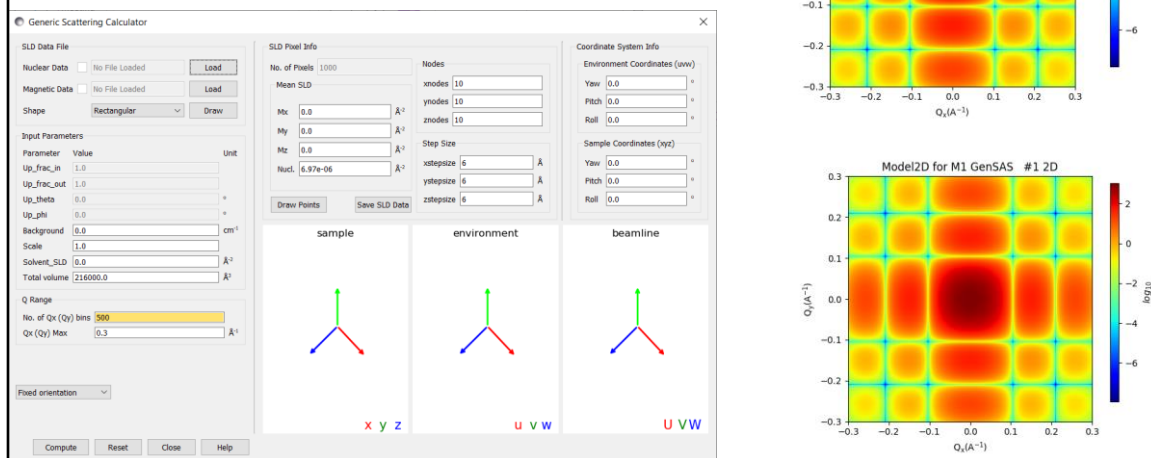 Generic Scattering Calculator
SLD Data File
Nuclear Data No File Loaded Load
Magnetic Data No File Loaded Load
Shape Rectangular Draw
Input Parameters
Parameter Value Unit
Up_frac_in 1.0
Up_frac_out 1.0
Up_theta 0.0 °
Up_phi 0.0 °
Background 0.0 cm⁻¹
Scale 1.0
Solvent_SLD 0.0 Å⁻²
Total volume 216000.0 Å³
Q Range
No. of Qx (Qy) bins 500
Qx (Qy) Max 0.3 Å⁻¹
Fixed orientation
Compute Reset Close Help
SLD Pixel Info
No. of Pixels 1000
Mean SLD
Mx 0.0 Å⁻²
My 0.0 Å⁻²
Mz 0.0 Å⁻²
Nucl. 6.97e-06 Å⁻²
Draw Points Save SLD Data
Nodes
xnodes 10
ynodes 10
znodes 10
Step Size
xstepsize 6 Å
ystepsize 6 Å
zstepsize 6 Å
Coordinate System Info
Environment Coordinates (uvw)
Yaw 0.0 °
Pitch 0.0 °
Roll 0.0 °
Sample Coordinates (xyz)
Yaw 0.0 °
Pitch 0.0 °
Roll 0.0 °
sample environment beamline
x y z u v w U V W
−0.1
−0.2
−0.3
−0.3 −0.2 −0.1 0.0 0.1 0.2 0.3
Qₓ(A⁻¹)
−6
Model2D for M1 GenSAS #1 2D
0.3
0.2
0.1
0.0
−0.1
−0.2
−0.3
Qᵧ(A⁻¹)
−0.3 −0.2 −0.1 0.0 0.1 0.2 0.3
Qₓ(A⁻¹)
2
0
−2
−4
−6
log₁₀